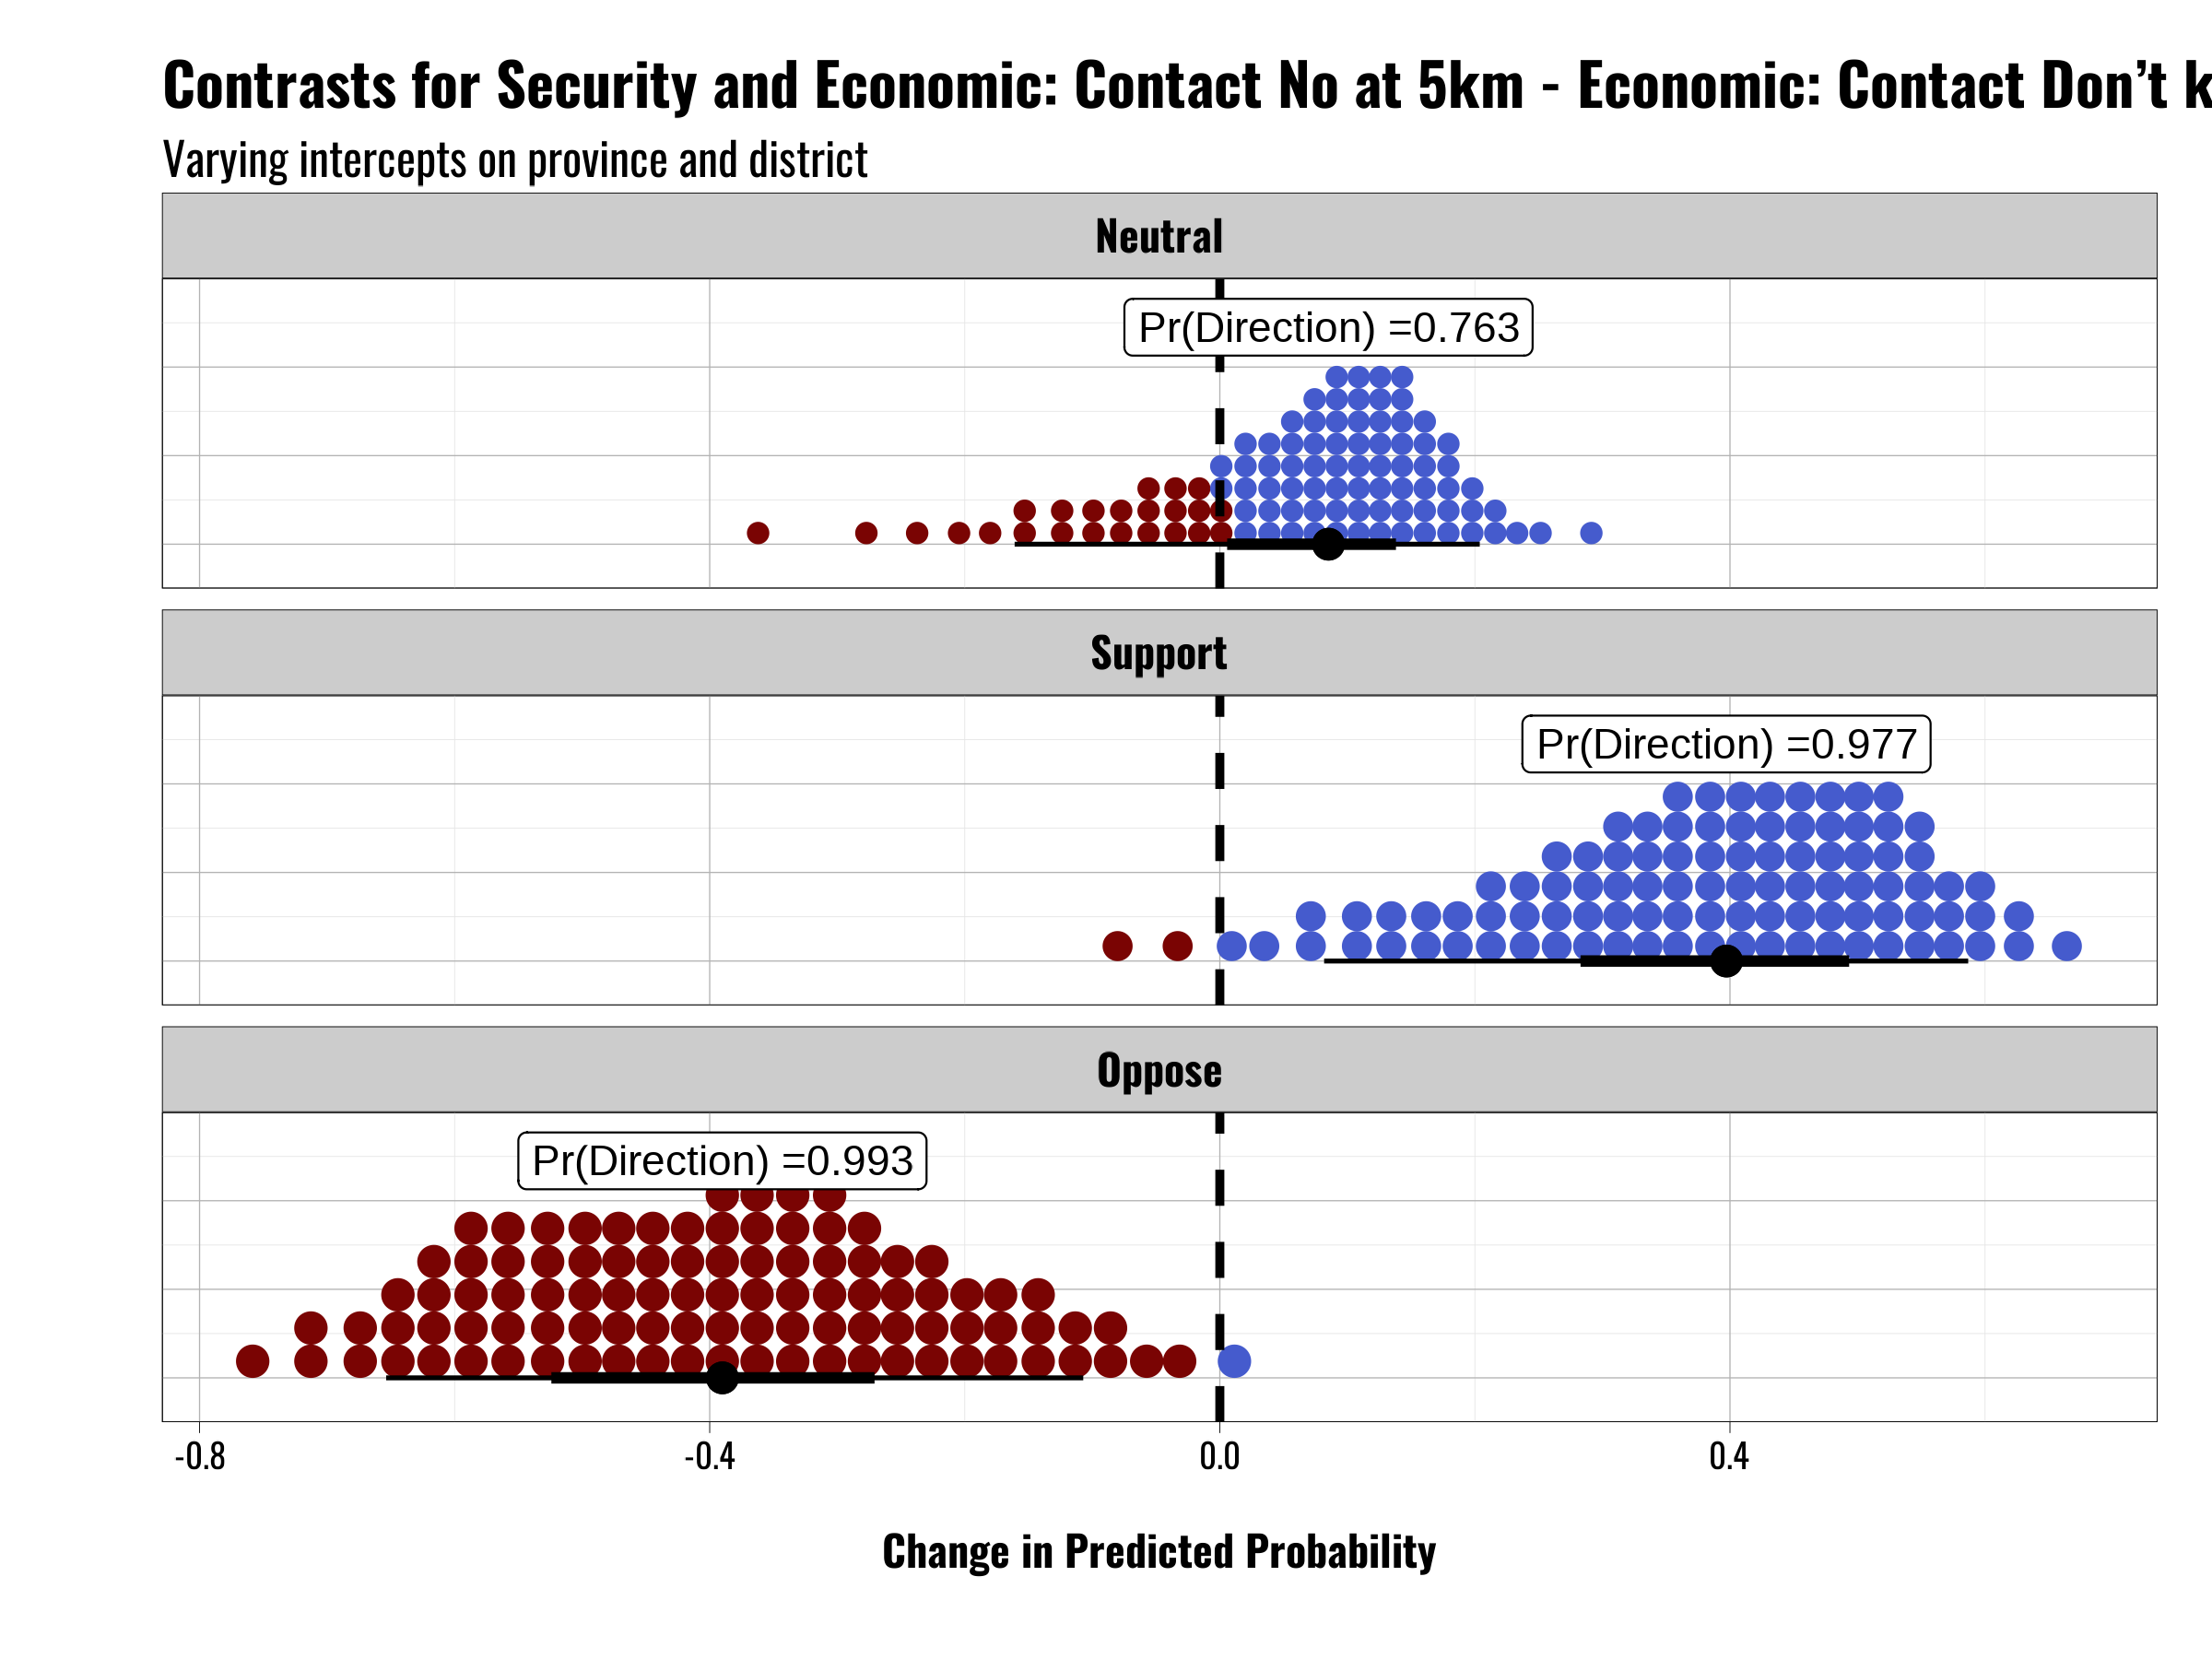 Contrasts for Security and Economic: Contact No at 5km - Economic: Contact Don’t k
Varying intercepts on province and district
Neutral
Pr(Direction) =0.763
Support
Pr(Direction) =0.977
Oppose
Pr(Direction) =0.993
-0.8 -0.4 0.0 0.4
Change in Predicted Probability